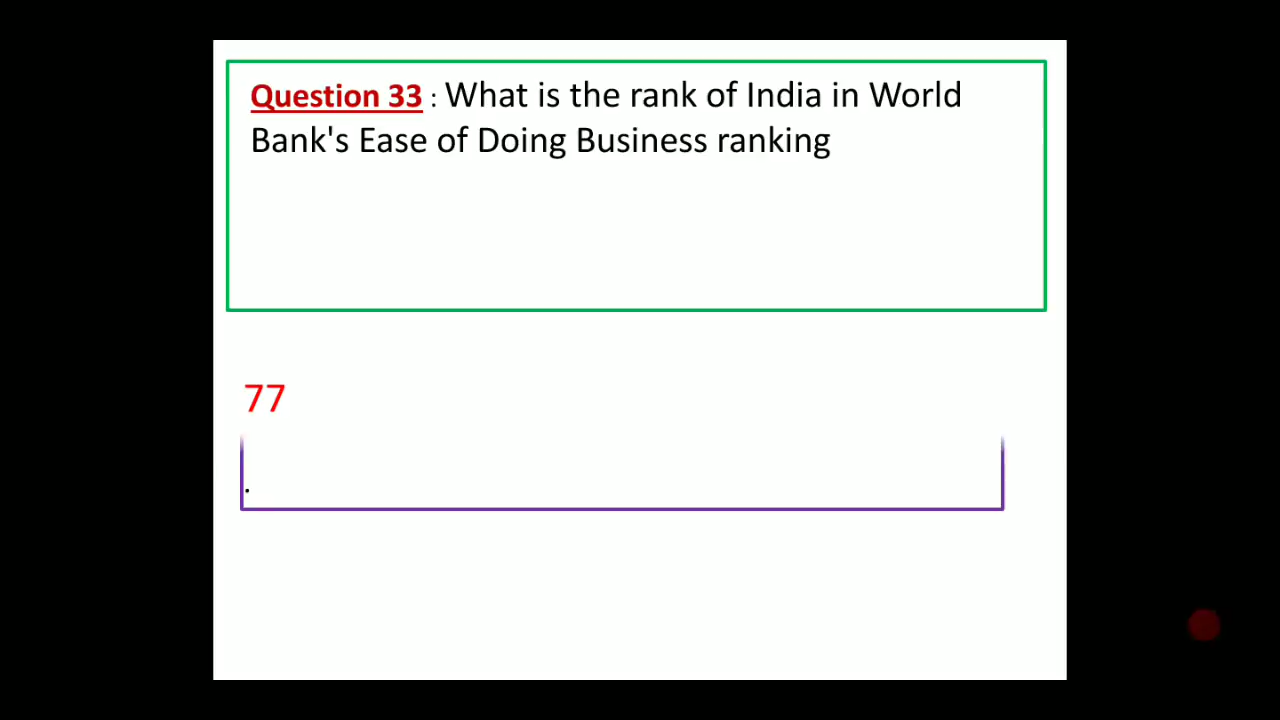 Question 33 : What is the rank of India in World
Bank's Ease of Doing Business ranking
77
.